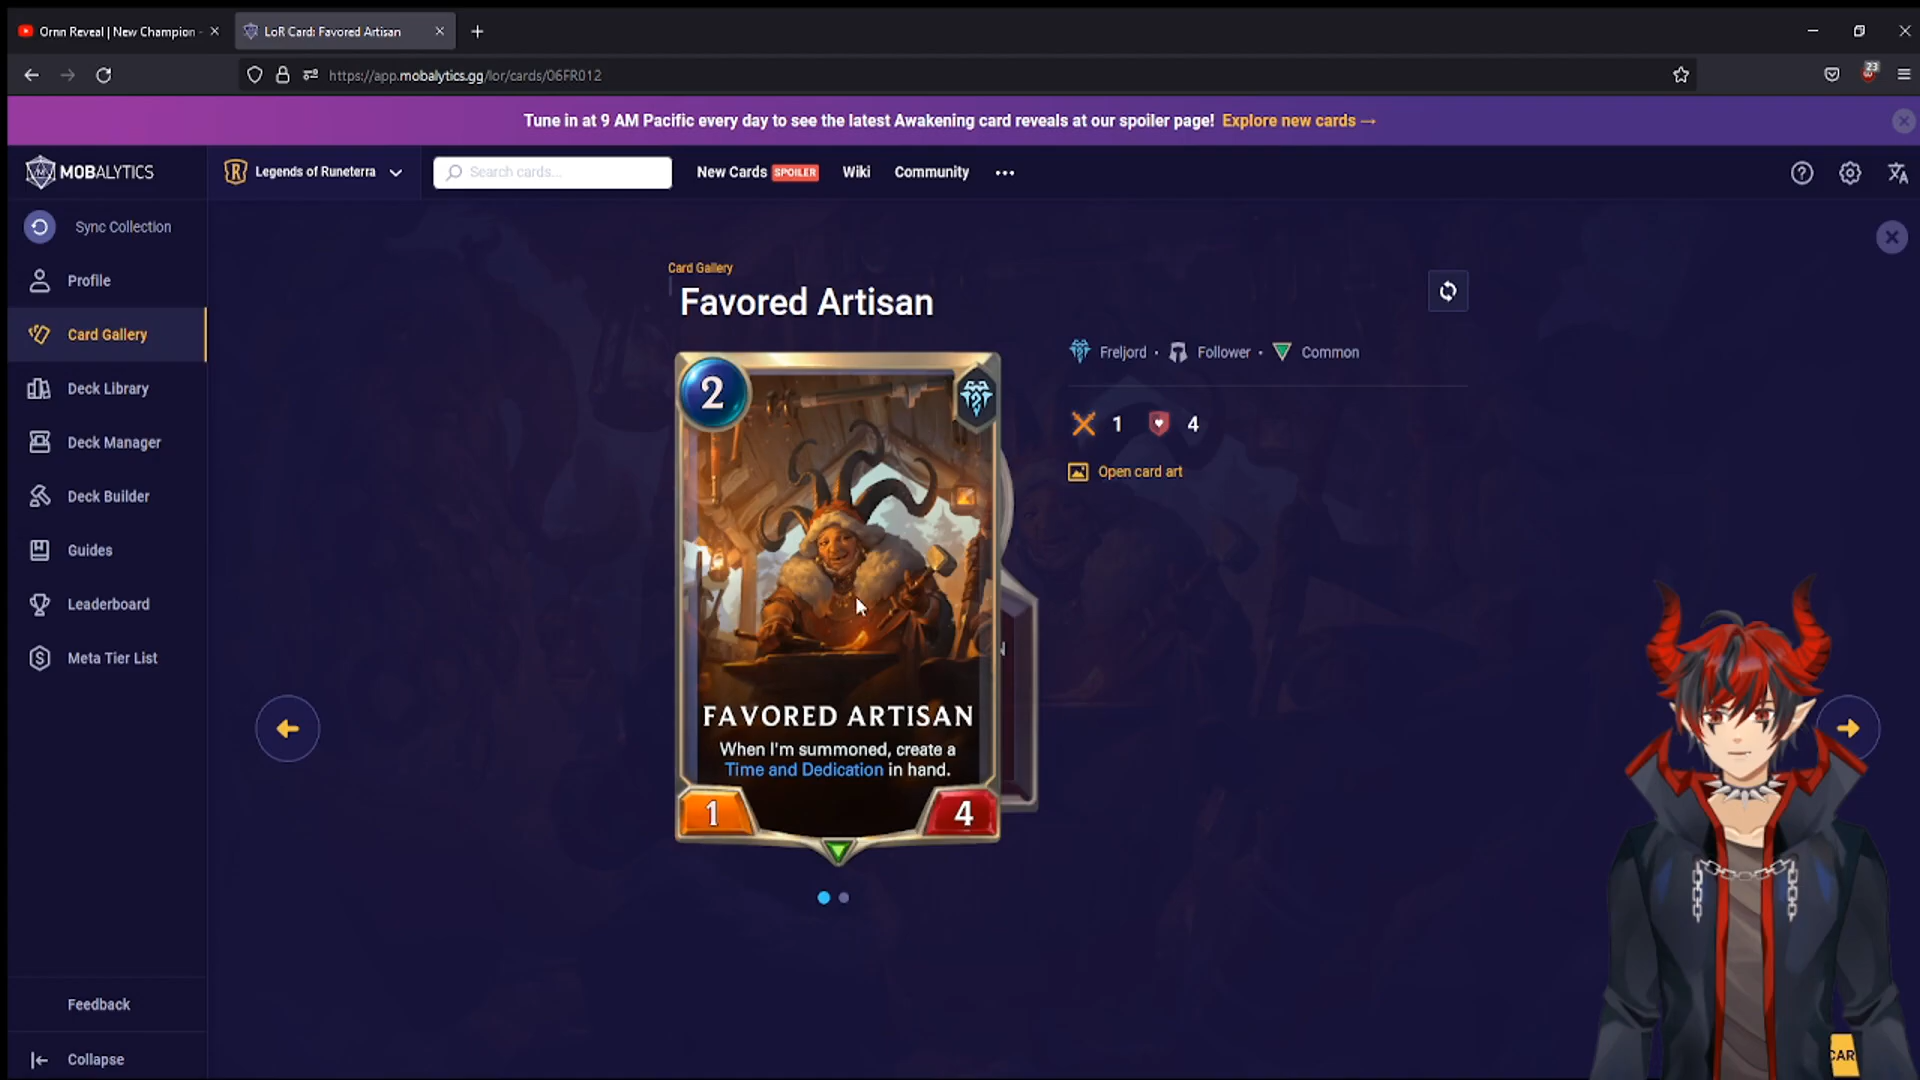 Ornn Reveal | New Champion -
LoR Card: Favored Artisan
https://app.mobalytics.gg/lor/cards/06FR012
23
Tune in at 9 AM Pacific every day to see the latest Awakening card reveals at our spoiler page! Explore new cards →
MOBALYTICS
Legends of Runeterra
Search cards...
New Cards SPOILER
Wiki
Community
Sync Collection
Profile
Card Gallery
Deck Library
Deck Manager
Deck Builder
Guides
Leaderboard
Meta Tier List
Feedback
Collapse
Card Gallery
Favored Artisan
Freljord • Follower • Common
1 4
Open card art
2
FAVORED ARTISAN
When I'm summoned, create a
Time and Dedication in hand.
1 4
CAR